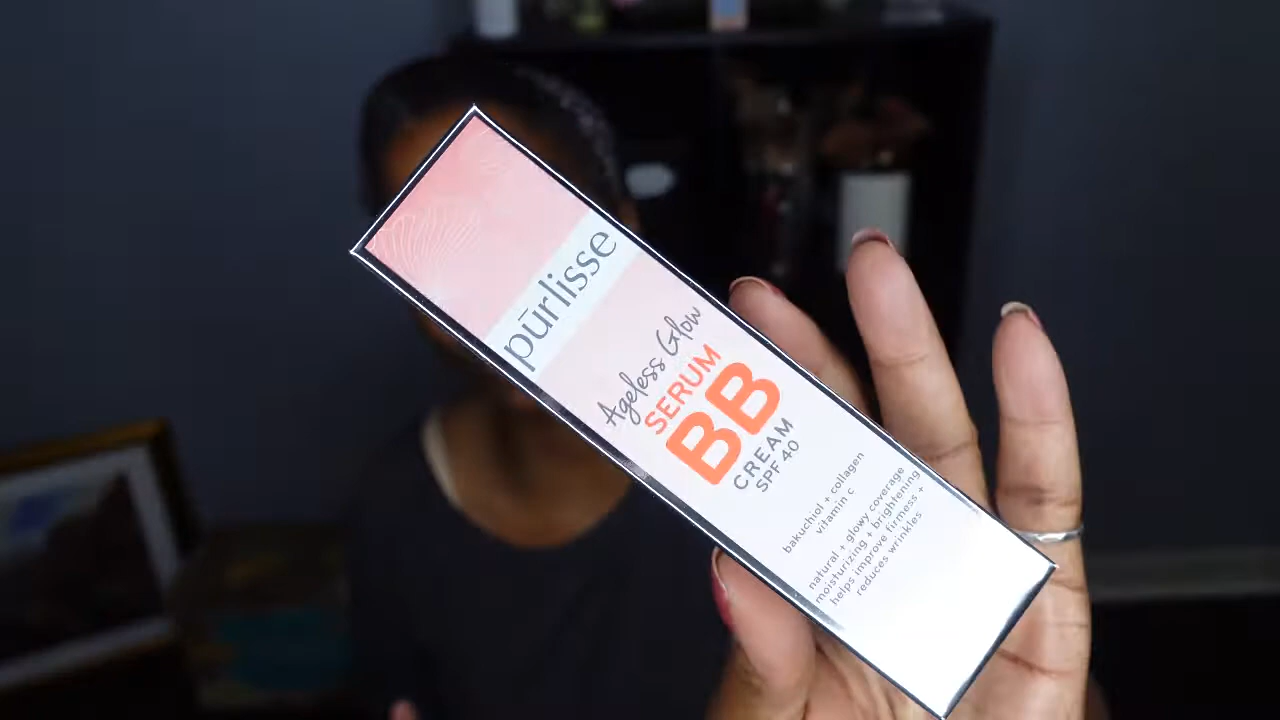 pūrlisse
Ageless Glow
SERUM
BB
CREAM
SPF 40
bakuchiol + collagen
vitamin c
natural + glowy coverage
moisturizing + brightening
helps improve firmness +
reduces wrinkles